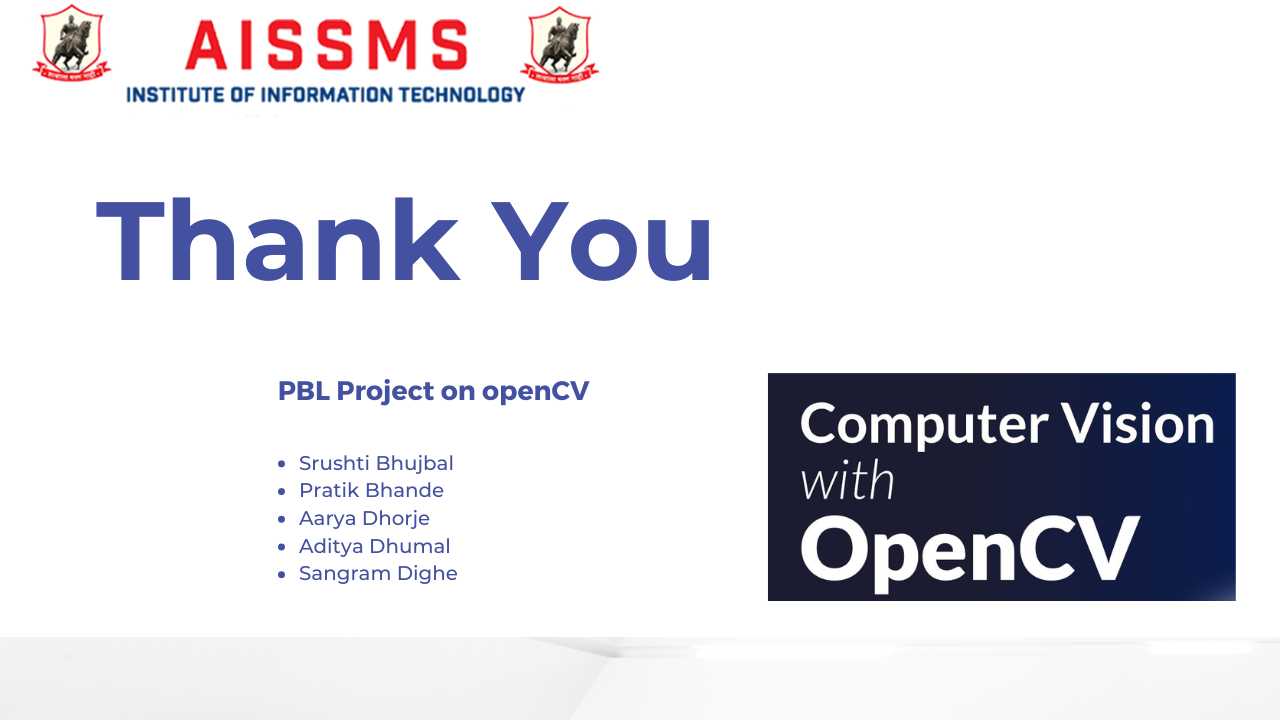 AISSMS
INSTITUTE OF INFORMATION TECHNOLOGY
Thank You
PBL Project on openCV
• Srushti Bhujbal
• Pratik Bhande
• Aarya Dhorje
• Aditya Dhumal
• Sangram Dighe
Computer Vision
with
OpenCV